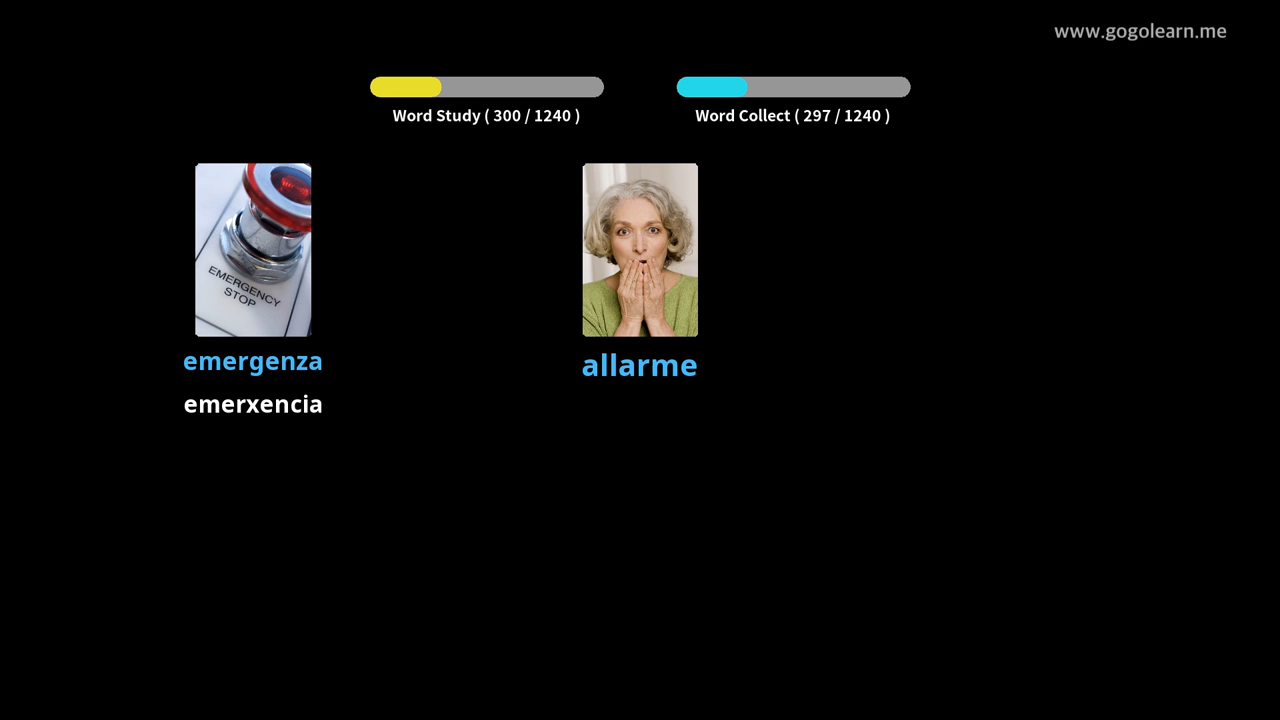 www.gogolearn.me
Word Study ( 300 / 1240 )
Word Collect ( 297 / 1240 )
EMERGENCY
STOP
emergenza
allarme
emerxencia